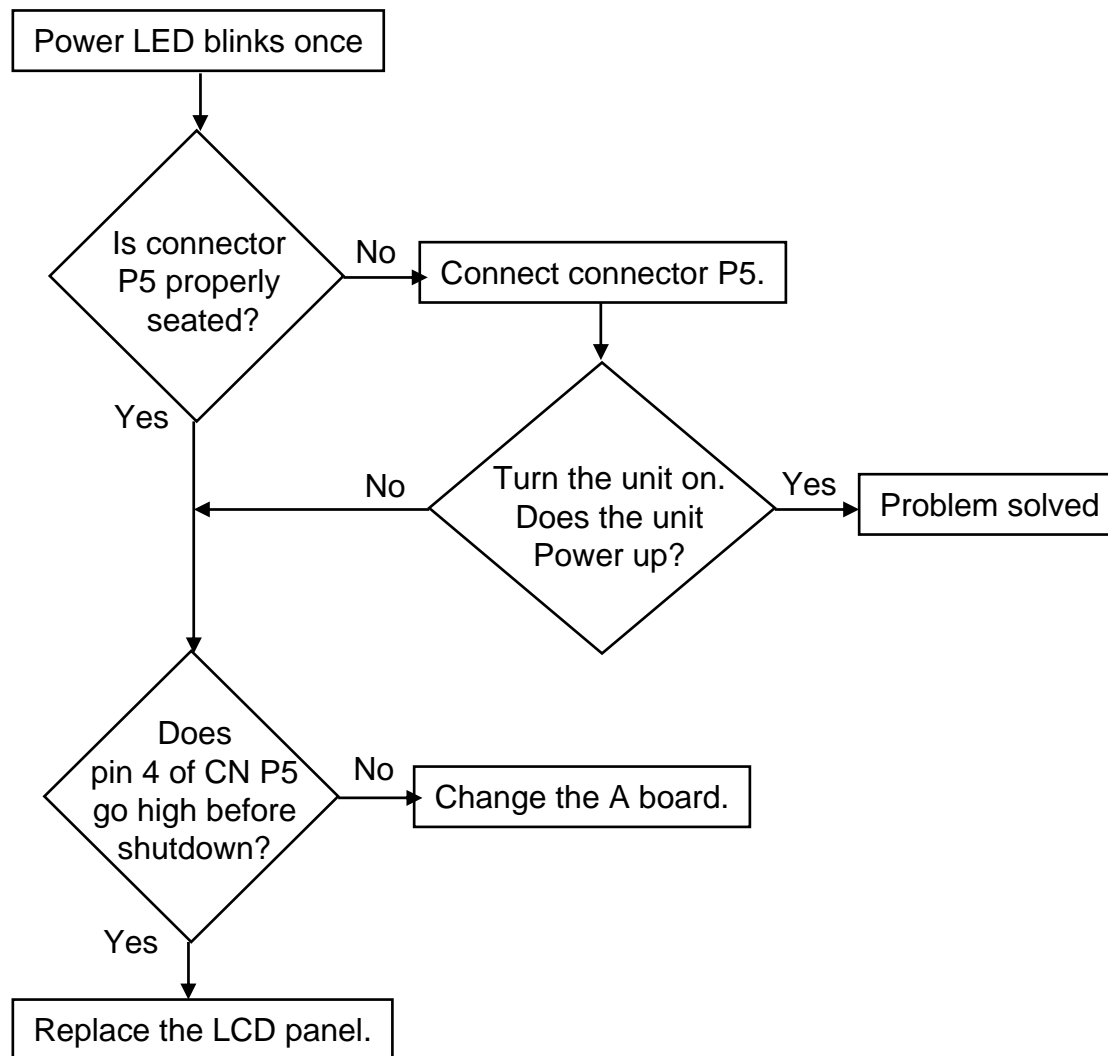 Power LED blinks once
Is connector
P5 properly
seated?
No
Connect connector P5.
Yes
No
Turn the unit on.
Does the unit
Power up?
Yes
Problem solved
Does
pin 4 of CN P5
go high before
shutdown?
No
Change the A board.
Yes
Replace the LCD panel.